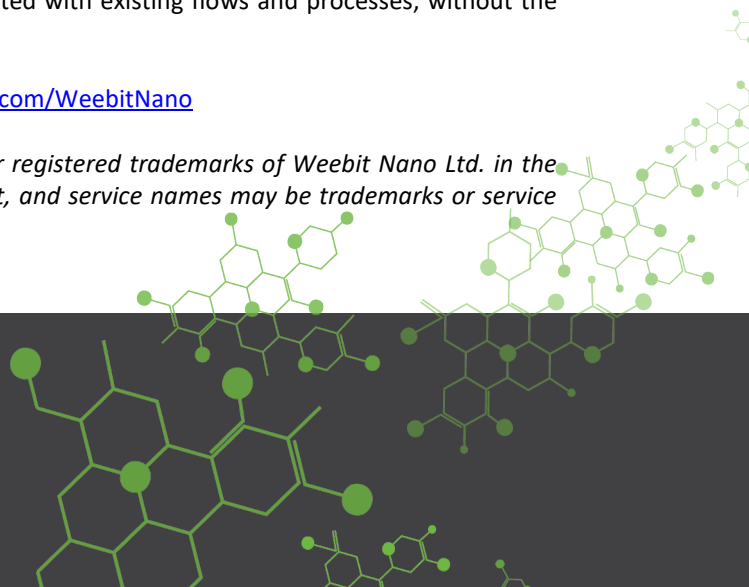 ted with existing flows and processes, without the
.com/WeebitNano
r registered trademarks of Weebit Nano Ltd. in the
t, and service names may be trademarks or service